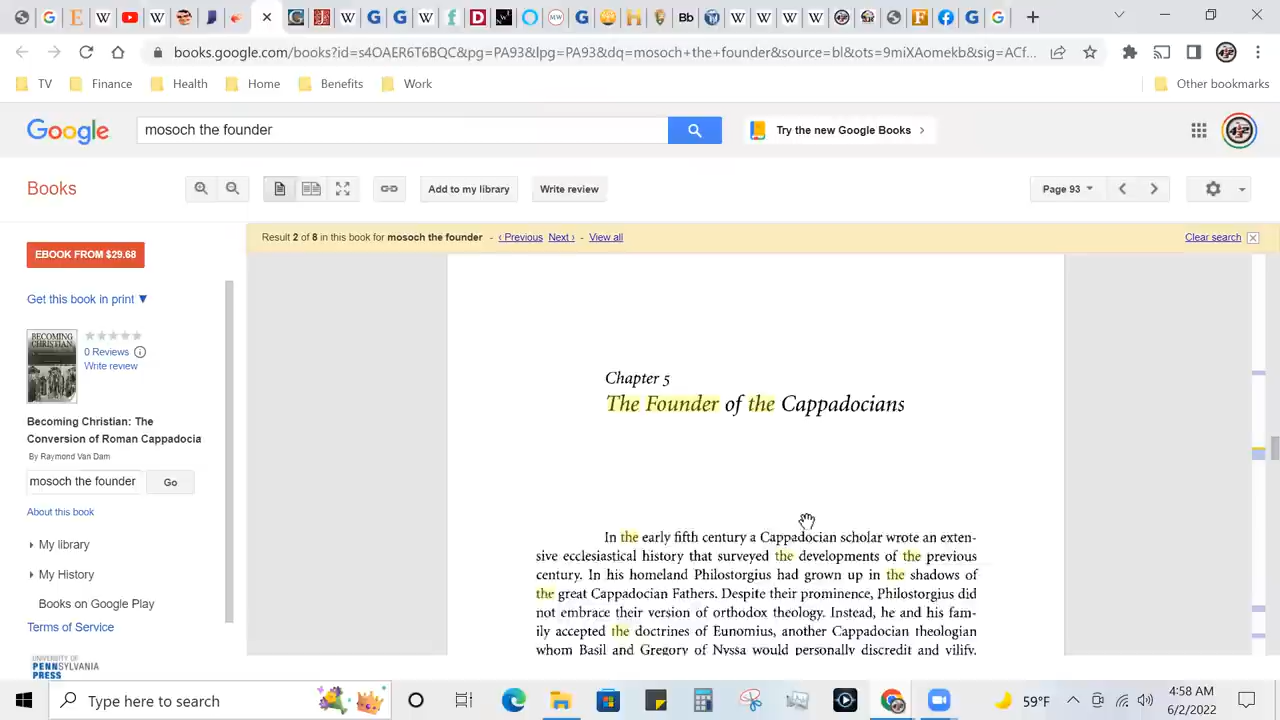 books.google.com/books?id=s4OAER6T6BQC&pg=PA93&lpg=PA93&dq=mosoch+the+founder&source=bl&ots=9miXAomekb&sig=ACf...
TV Finance Health Home Benefits Work Other bookmarks
Google mosoch the founder Try the new Google Books
Books Add to my library Write review Page 93
Result 2 of 8 in this book for mosoch the founder - ‹ Previous Next › - View all Clear search
EBOOK FROM $29.68
Get this book in print ▼
BECOMING CHRISTIAN
0 Reviews
Write review
Becoming Christian: The
Conversion of Roman Cappadocia
By Raymond Van Dam
mosoch the founder Go
About this book
My library
My History
Books on Google Play
Terms of Service
UNIVERSITY OF
PENNSYLVANIA
PRESS
Chapter 5
The Founder of the Cappadocians
In the early fifth century a Cappadocian scholar wrote an exten-
sive ecclesiastical history that surveyed the developments of the previous
century. In his homeland Philostorgius had grown up in the shadows of
the great Cappadocian Fathers. Despite their prominence, Philostorgius did
not embrace their version of orthodox theology. Instead, he and his fam-
ily accepted the doctrines of Eunomius, another Cappadocian theologian
whom Basil and Gregory of Nyssa would personally discredit and vilify.
Type here to search 59°F 4:58 AM
6/2/2022